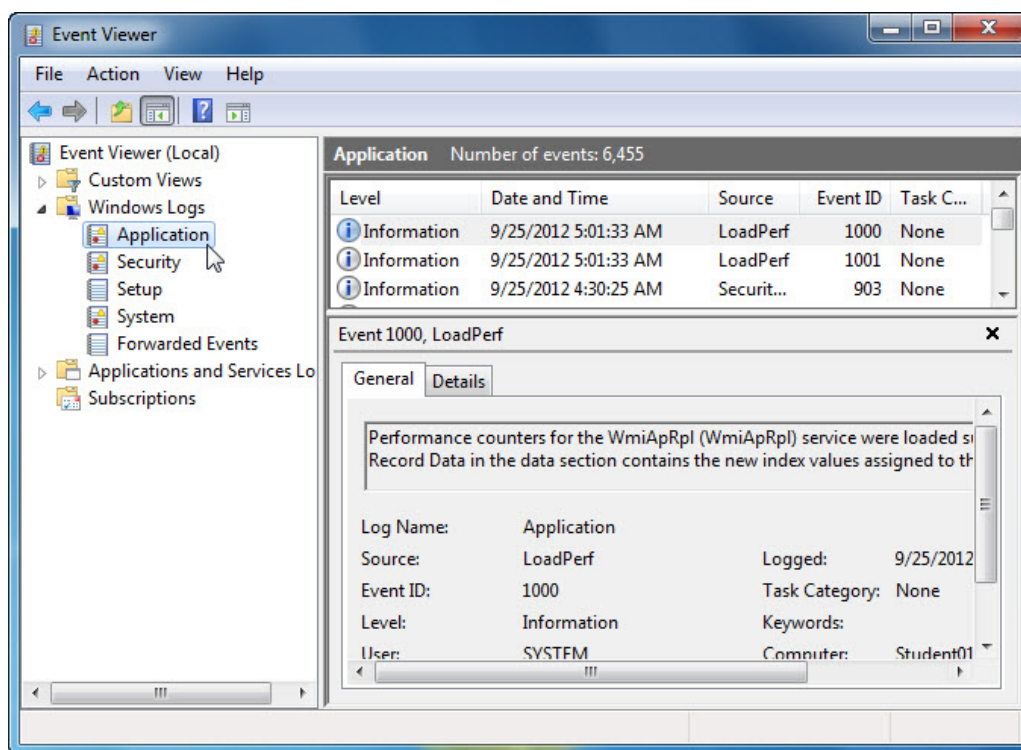 Event Viewer
File Action View Help
Event Viewer (Local)
Custom Views
Windows Logs
Application
Security
Setup
System
Forwarded Events
Applications and Services Lo
Subscriptions
Application Number of events: 6,455
Level Date and Time Source Event ID Task C...
Information 9/25/2012 5:01:33 AM LoadPerf 1000 None
Information 9/25/2012 5:01:33 AM LoadPerf 1001 None
Information 9/25/2012 4:30:25 AM Securit... 903 None
Event 1000, LoadPerf
General Details
Performance counters for the WmiApRpl (WmiApRpl) service were loaded su
Record Data in the data section contains the new index values assigned to th
Log Name: Application
Source: LoadPerf Logged: 9/25/2012
Event ID: 1000 Task Category: None
Level: Information Keywords:
User: SYSTEM Computer: Student01